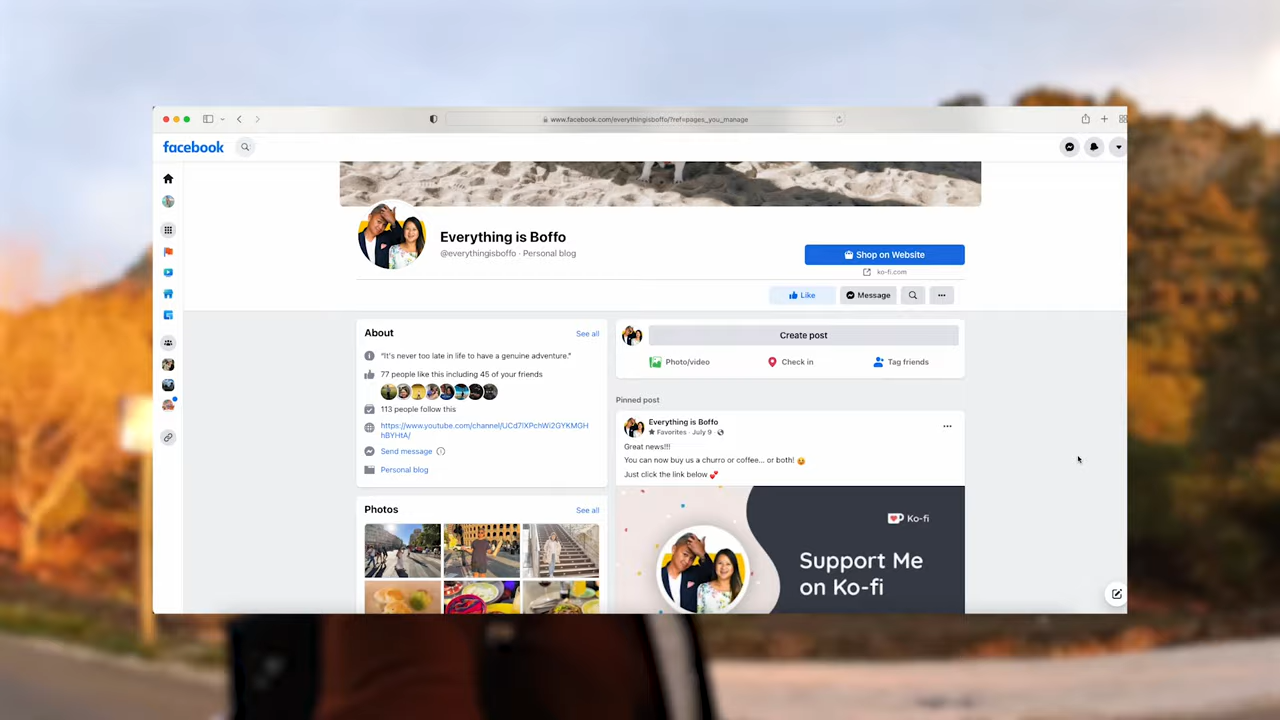 www.facebook.com/everythingisboffo/?ref=pages_you_manage
facebook
Everything is Boffo
@everythingisboffo · Personal blog
Shop on Website
ko-fi.com
Like
Message
About
See all
"It's never too late in life to have a genuine adventure."
77 people like this including 45 of your friends
113 people follow this
https://www.youtube.com/channel/UCd7IXPchWi2GYKMGH
hBYHtA/
Send message
Personal blog
Photos
See all
Create post
Photo/video
Check in
Tag friends
Pinned post
Everything is Boffo
Favorites · July 9
Great news!!!
You can now buy us a churro or coffee... or both! 😊
Just click the link below 💕
Ko-fi
Support Me
on Ko-fi